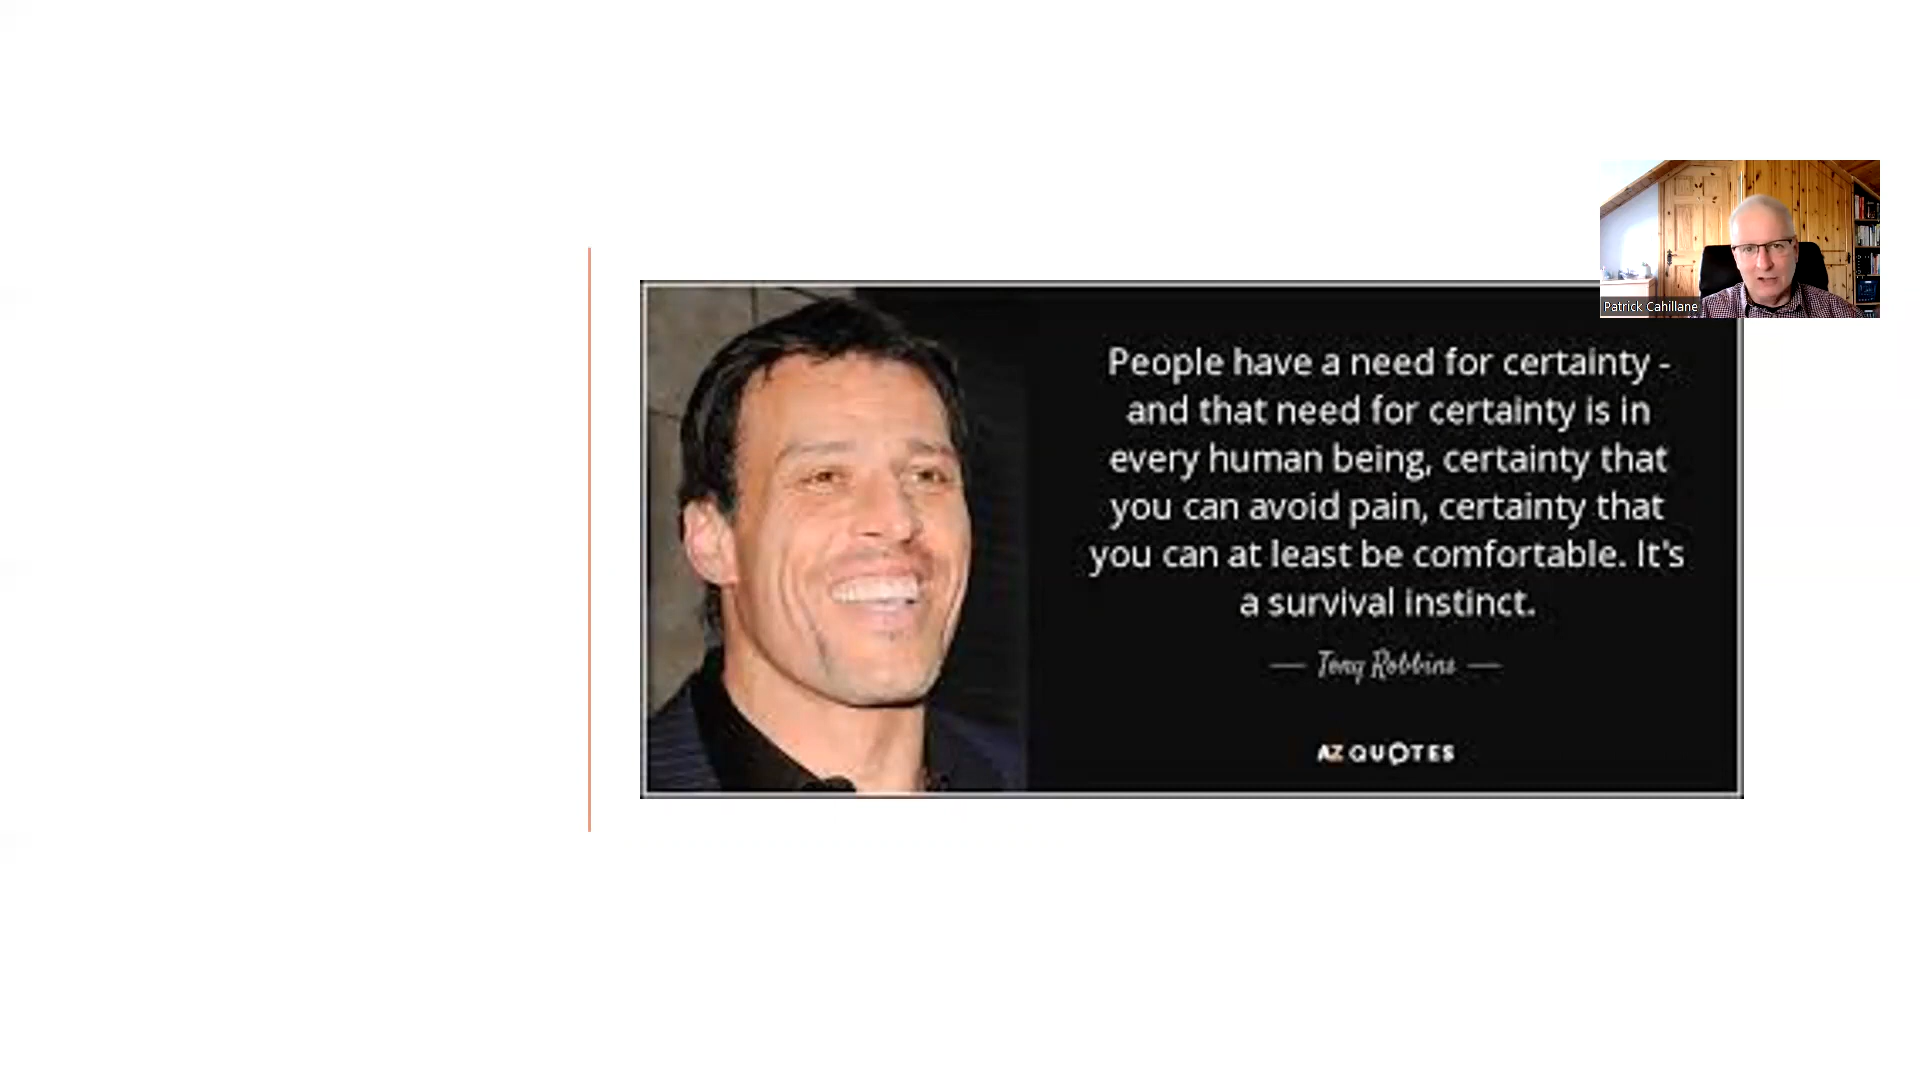 Patrick Cahillane
People have a need for certainty -
and that need for certainty is in
every human being, certainty that
you can avoid pain, certainty that
you can at least be comfortable. It's
a survival instinct.
— Tony Robbins —
AZ QUOTES